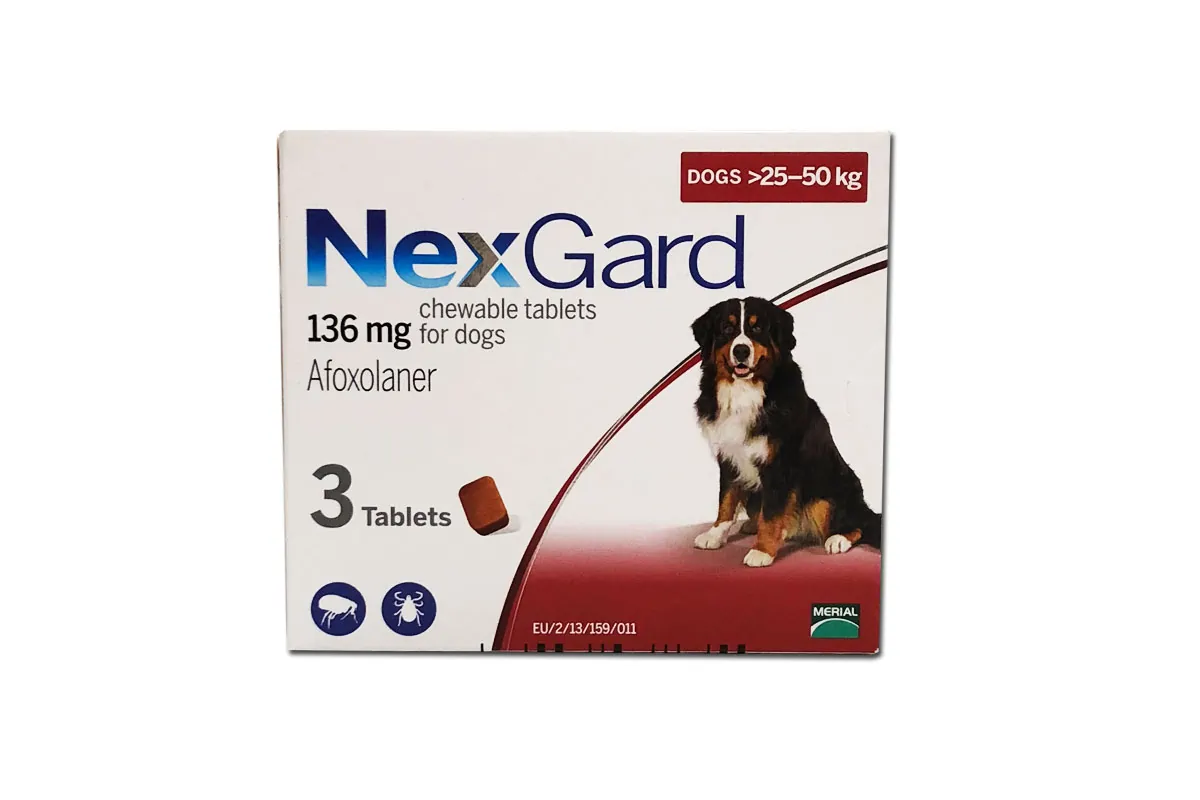 DOGS >25–50 kg
NexGard
136 mg chewable tablets
for dogs
Afoxolaner
3 Tablets
EU/2/13/159/011
MERIAL